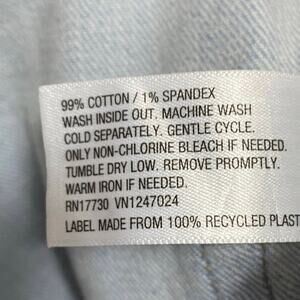 99% COTTON / 1% SPANDEX
WASH INSIDE OUT. MACHINE WASH
COLD SEPARATELY. GENTLE CYCLE.
ONLY NON-CHLORINE BLEACH IF NEEDED.
TUMBLE DRY LOW. REMOVE PROMPTLY.
WARM IRON IF NEEDED.
RN17730 VN1247024
LABEL MADE FROM 100% RECYCLED PLAST